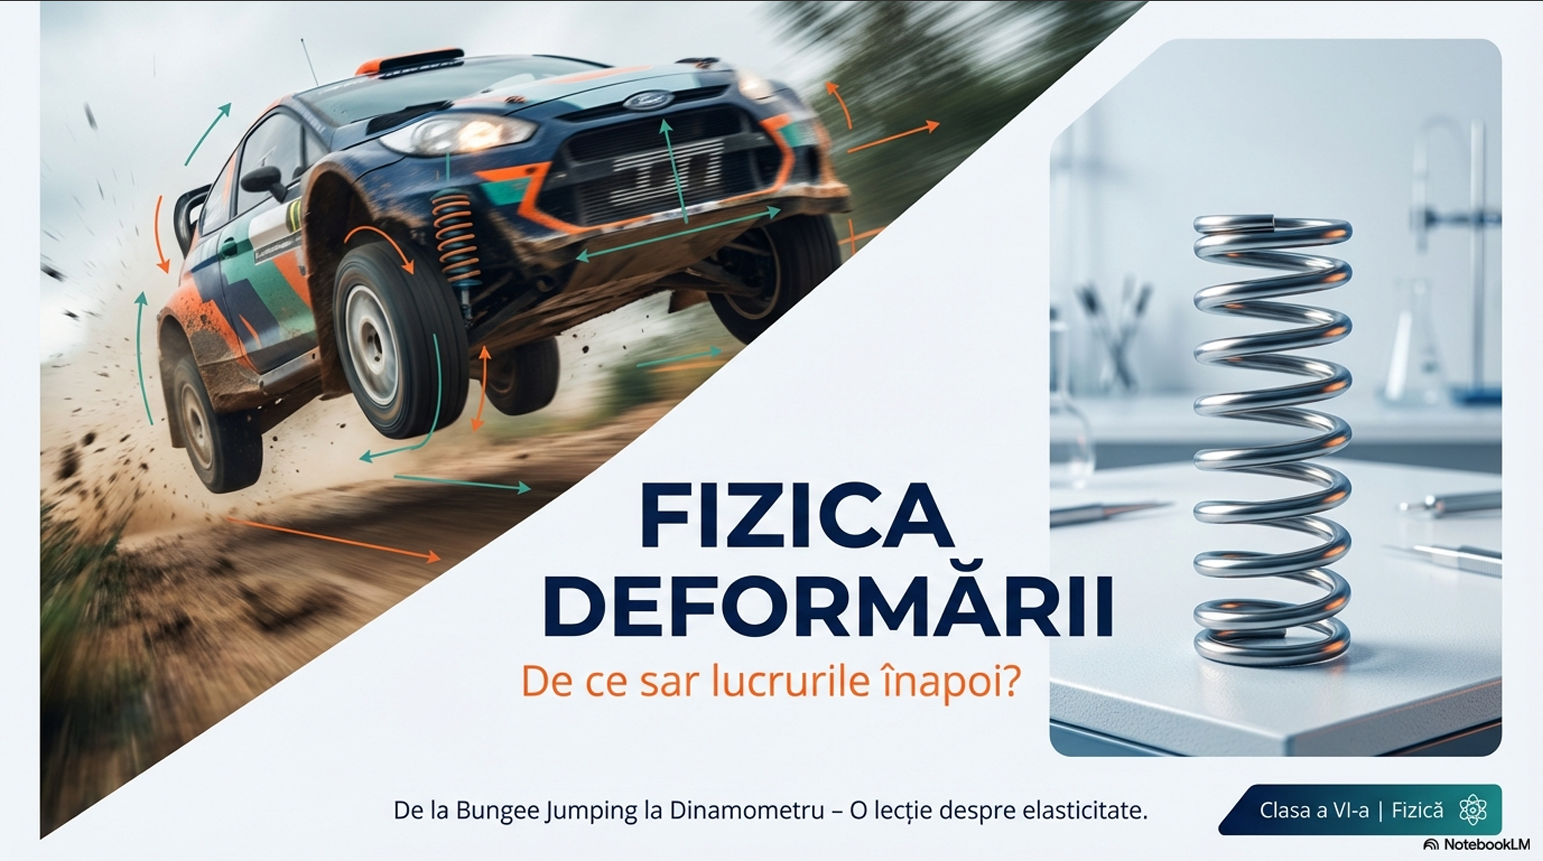 Ford
FIZICA
DEFORMĂRII
De ce sar lucrurile înapoi?
De la Bungee Jumping la Dinamometru – O lecție despre elasticitate.
Clasa a VI-a | Fizică
NotebookLM